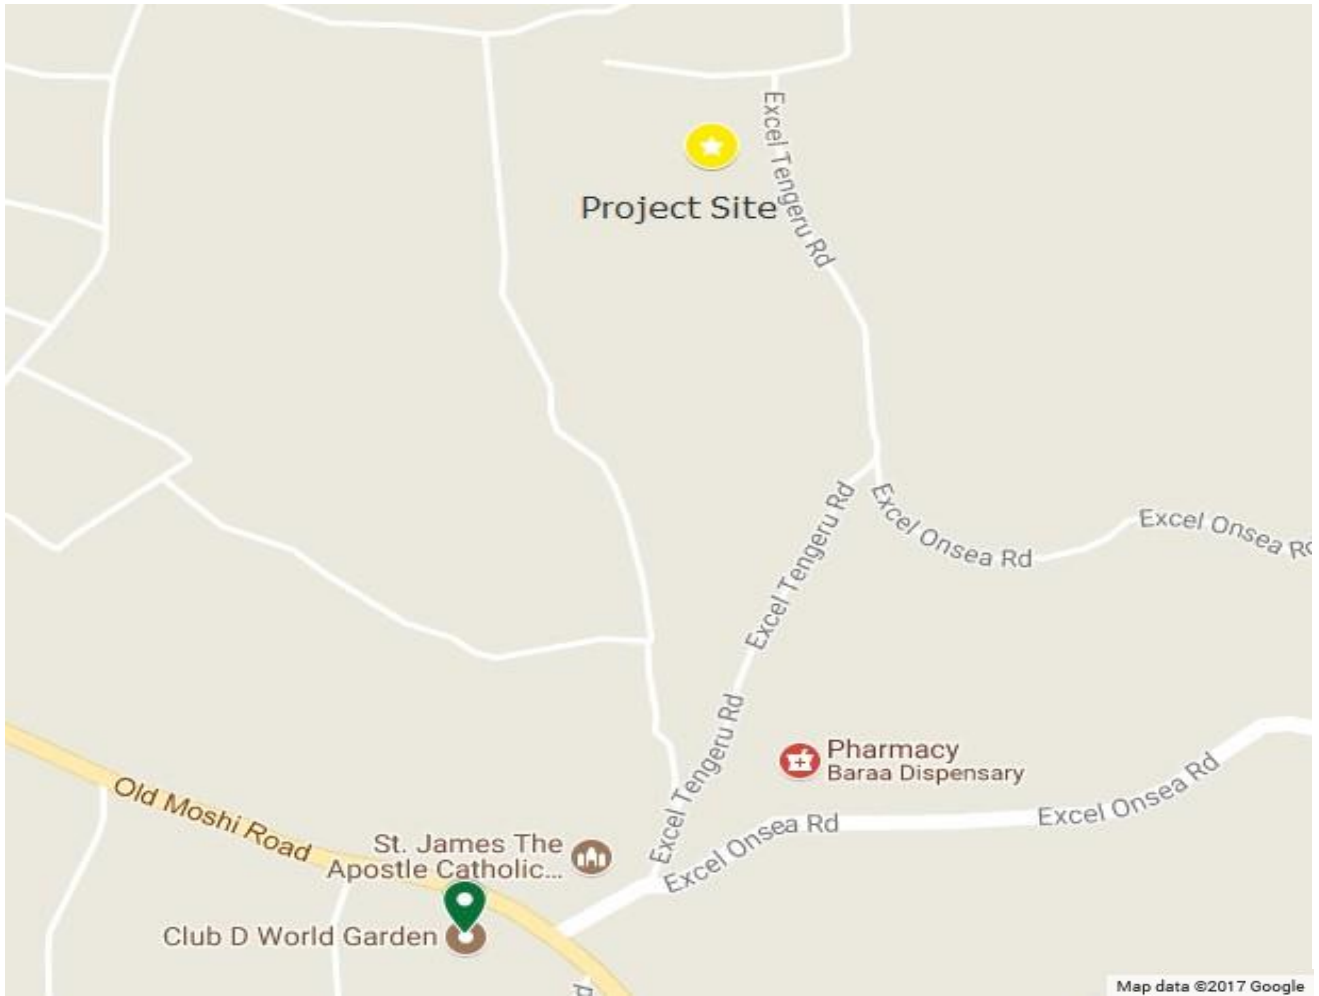 Excel Tengeru Rd
Project Site
Excel Tengeru Rd
Excel Onsea Rd
Excel Onsea Rd
Excel Tengeru Rd
Pharmacy
Baraa Dispensary
Excel Onsea Rd
Old Moshi Road
Excel Onsea Rd
St. James The
Apostle Catholic...
Club D World Garden
Map data ©2017 Google